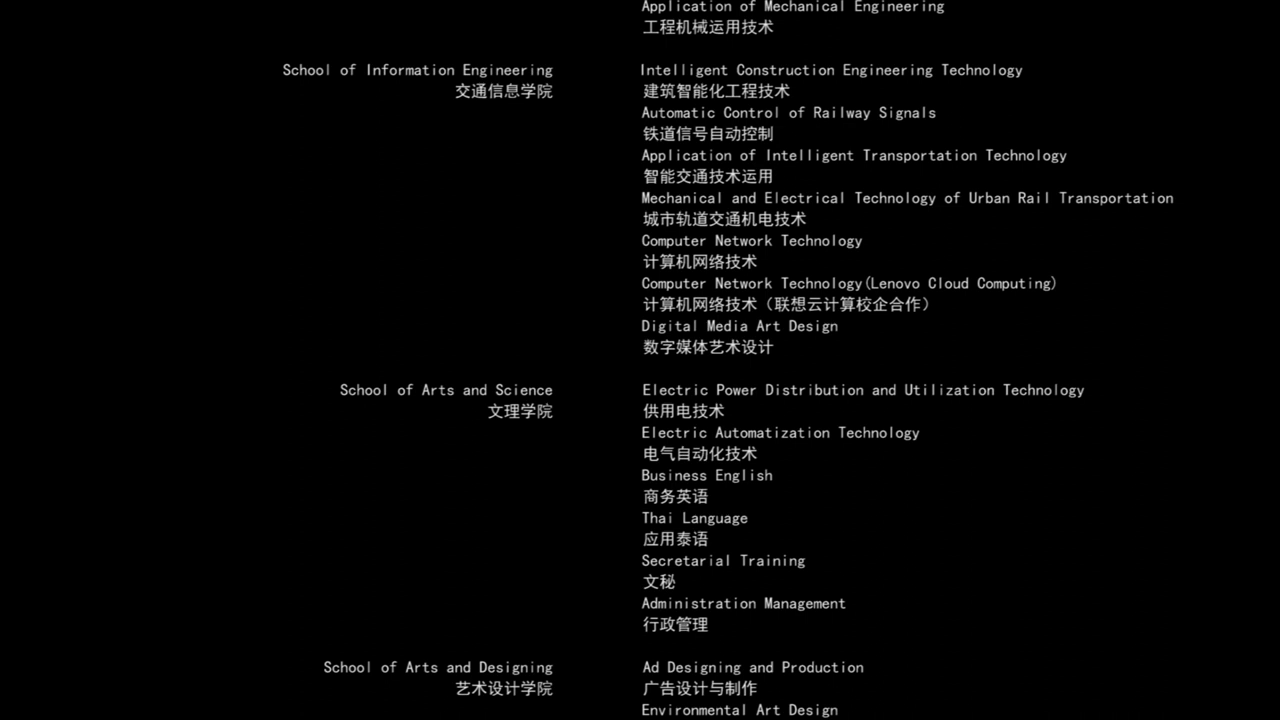 Application of Mechanical Engineering
工程机械运用技术
School of Information Engineering
Intelligent Construction Engineering Technology
交通信息学院
建筑智能化工程技术
Automatic Control of Railway Signals
铁道信号自动控制
Application of Intelligent Transportation Technology
智能交通技术运用
Mechanical and Electrical Technology of Urban Rail Transportation
城市轨道交通机电技术
Computer Network Technology
计算机网络技术
Computer Network Technology(Lenovo Cloud Computing)
计算机网络技术（联想云计算校企合作）
Digital Media Art Design
数字媒体艺术设计
School of Arts and Science
Electric Power Distribution and Utilization Technology
文理学院
供用电技术
Electric Automatization Technology
电气自动化技术
Business English
商务英语
Thai Language
应用泰语
Secretarial Training
文秘
Administration Management
行政管理
School of Arts and Designing
Ad Designing and Production
艺术设计学院
广告设计与制作
Environmental Art Design